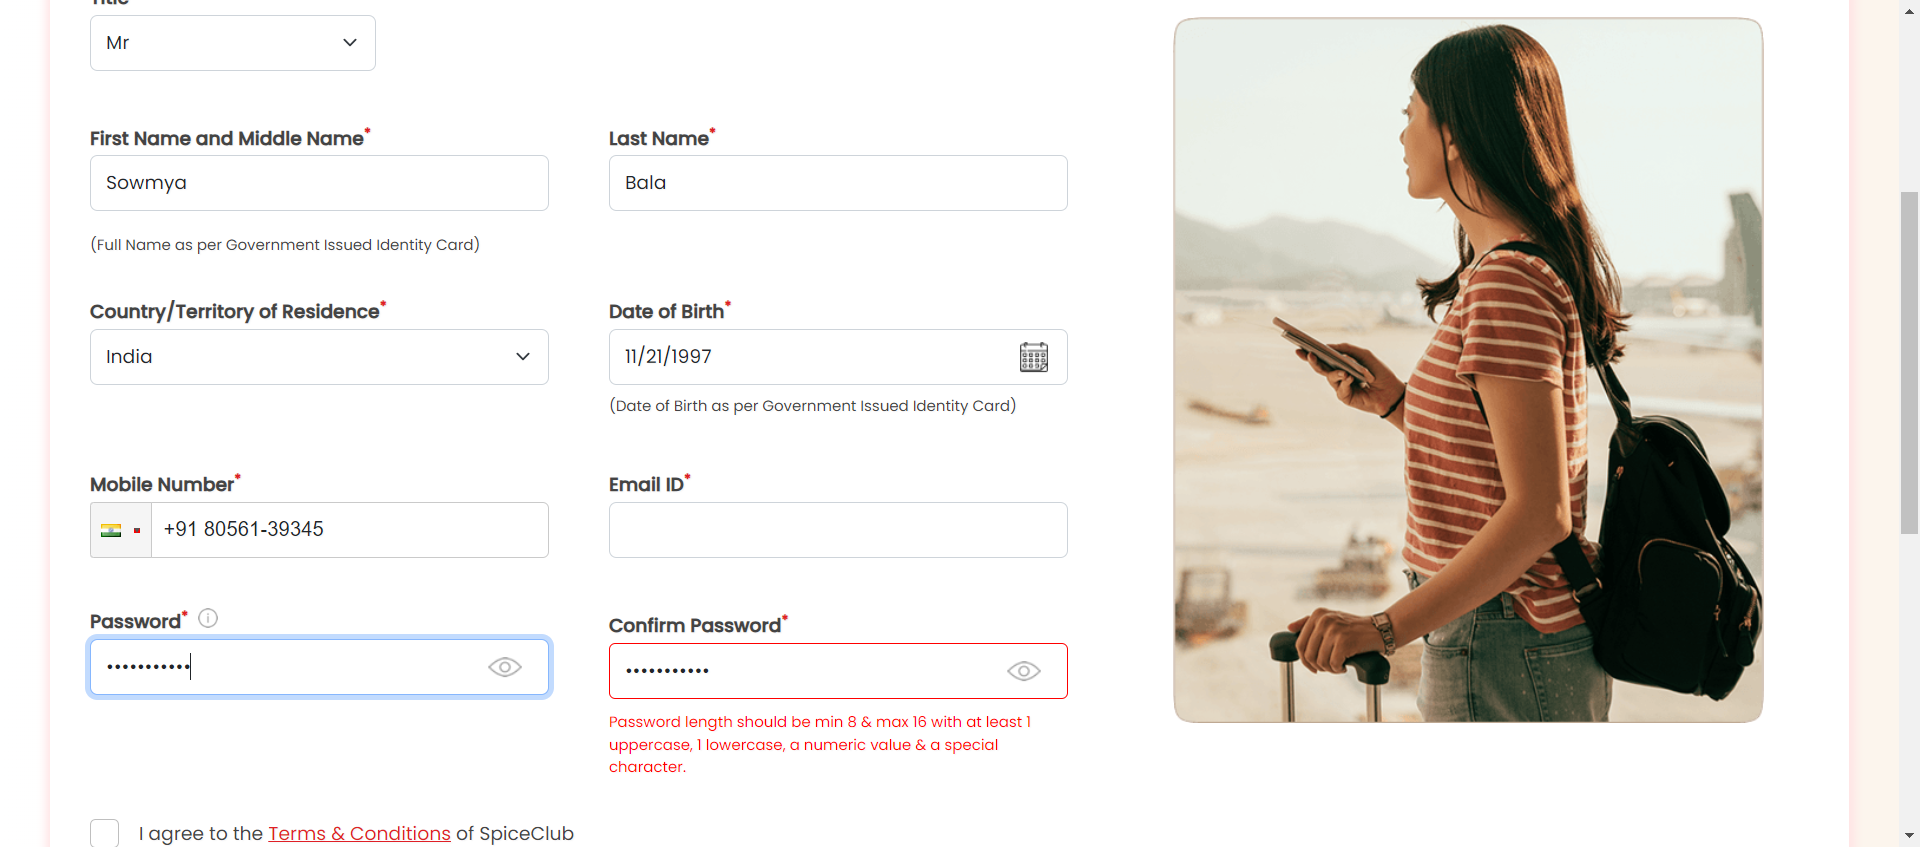 Title
Mr
First Name and Middle Name*
Last Name*
Sowmya
Bala
(Full Name as per Government Issued Identity Card)
Country/Territory of Residence*
Date of Birth*
India
11/21/1997
(Date of Birth as per Government Issued Identity Card)
Mobile Number*
Email ID*
+91 80561-39345
Password*
Confirm Password*
•••••••••••
•••••••••••
Password length should be min 8 & max 16 with at least 1
uppercase, 1 lowercase, a numeric value & a special
character.
I agree to the Terms & Conditions of SpiceClub